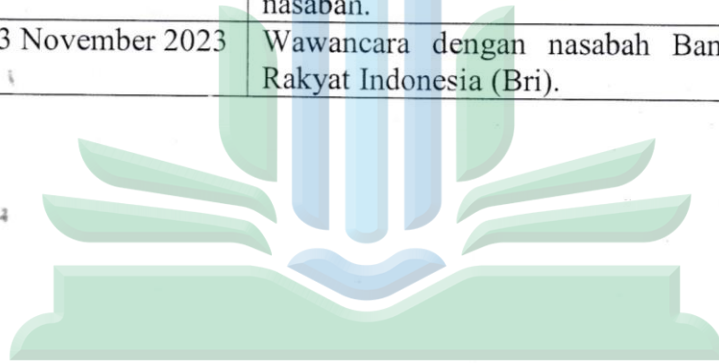 nasabah.
3 November 2023 Wawancara dengan nasabah Ban
Rakyat Indonesia (Bri).